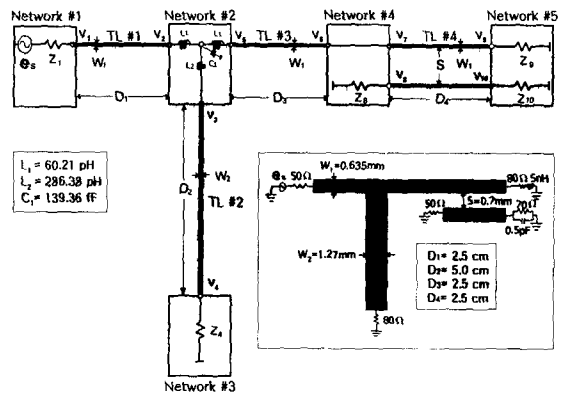 Network #1
Network #2
Network #4
Network #5
V₁ TL #1 V₂ L₁ L₁ V₅ TL #3 V₆ V₇ TL #4 V₉
es Z₁ W₁ L₂ C₁ W₁ S W₁ Z₉
V₈ V₁₀
Z₈ Z₁₀
D₁ D₃ D₄
V₃
L₁ = 60.21 pH
L₂ = 286.38 pH
C₁ = 139.36 fF
D₂ W₂
TL #2
V₄
Z₄
Network #3
W₁=0.635mm
es 50Ω
80Ω 5nH
50Ω S=0.7mm 70Ω
0.5pF
W₂=1.27mm
D₁= 2.5 cm
D₂= 5.0 cm
D₃= 2.5 cm
D₄= 2.5 cm
80Ω